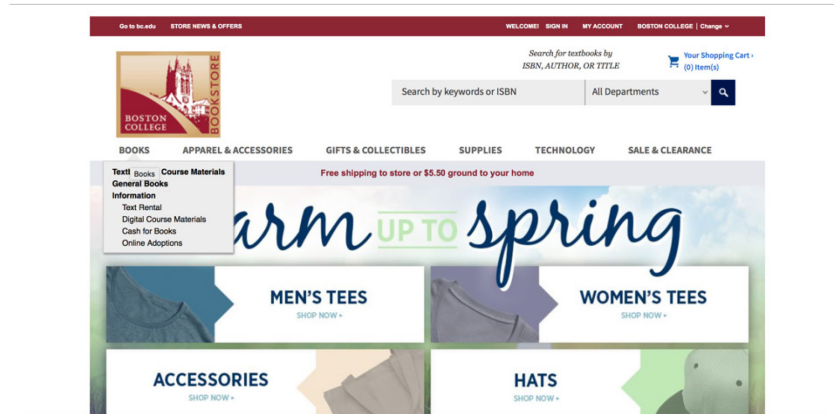 Go to bc.edu STORE NEWS & OFFERS WELCOME! SIGN IN MY ACCOUNT BOSTON COLLEGE | Change
Search for textbooks by
ISBN, AUTHOR, OR TITLE
Your Shopping Cart ›
(0) Item(s)
BOSTON
COLLEGE
BOOKSTORE
Search by keywords or ISBN All Departments
BOOKS APPAREL & ACCESSORIES GIFTS & COLLECTIBLES SUPPLIES TECHNOLOGY SALE & CLEARANCE
Free shipping to store or $5.50 ground to your home
Books Course Materials
General Books
Information
Text Rental
Digital Course Materials
Cash for Books
Online Adoptions
arm UP TO spring
MEN'S TEES
SHOP NOW
WOMEN'S TEES
SHOP NOW
ACCESSORIES
SHOP NOW
HATS
SHOP NOW